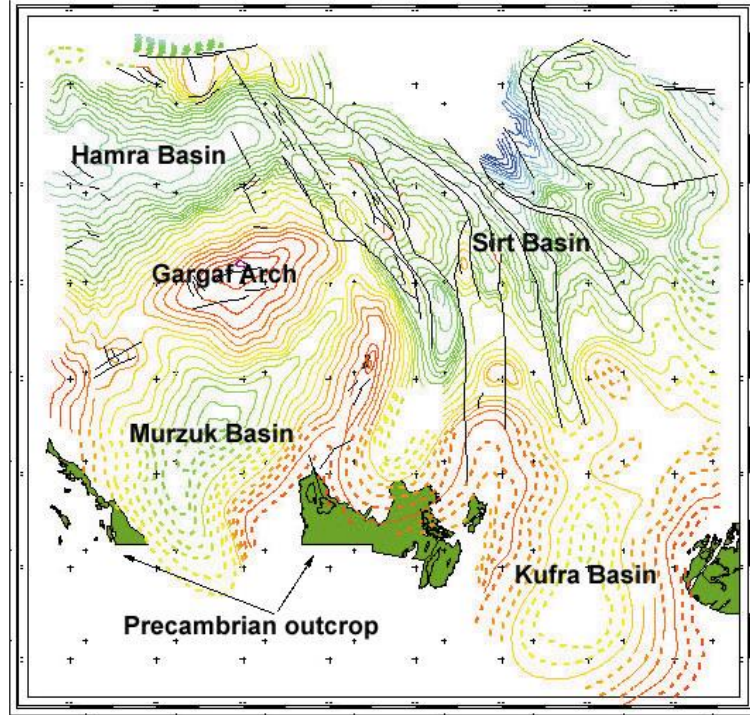 Hamra Basin
Sirt Basin
Gargaf Arch
Murzuk Basin
Kufra Basin
Precambrian outcrop